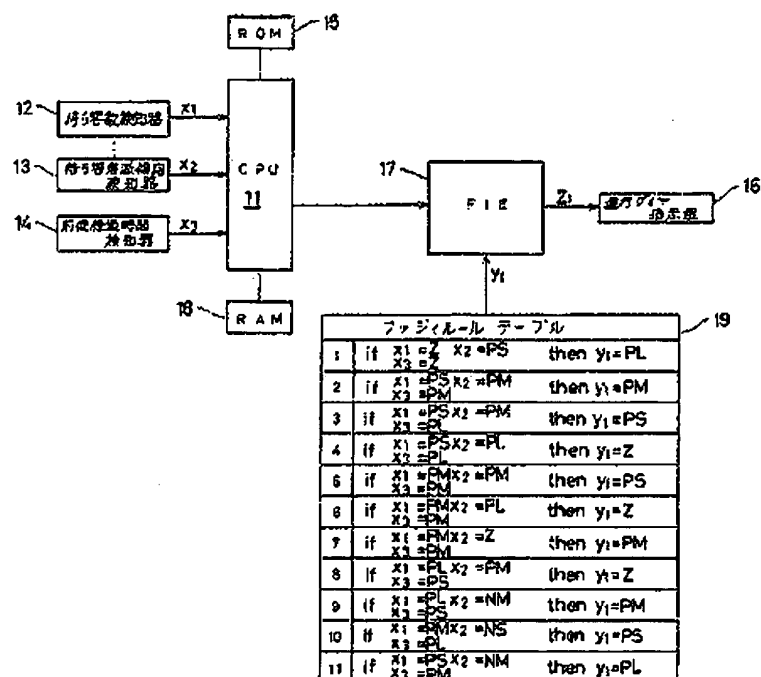 ROM
15
12
待ち客数検知器
x1
13
待ち客増減傾向
検知器
x2
CPU
11
14
前便経過時間
検知器
x3
RAM
18
17
FIE
Z1
運行ダイヤ
指示器
16
y1
19
ファジィルール テーブル
1 if x1 =Z x2 =PS then y1=PL
x3 =Z
2 if x1 =PS x2 =PM then y1=PM
x3 =PM
3 if x1 =PS x2 =PM then y1=PS
x3 =PL
4 if x1 =PS x2 =PL then y1=Z
x3 =PL
5 if x1 =PM x2 =PM then y1=PS
x3 =PM
6 if x1 =PM x2 =PL then y1=Z
x3 =PM
7 if x1 =PM x2 =Z then y1=PM
x3 =PM
8 if x1 =PL x2 =PM then y1=Z
x3 =PS
9 if x1 =PL x2 =NM then y1=PM
x3 =PS
10 if x1 =PM x2 =NS then y1=PS
x3 =PL
11 if x1 =PS x2 =NM then y1=PL
x3 =PM